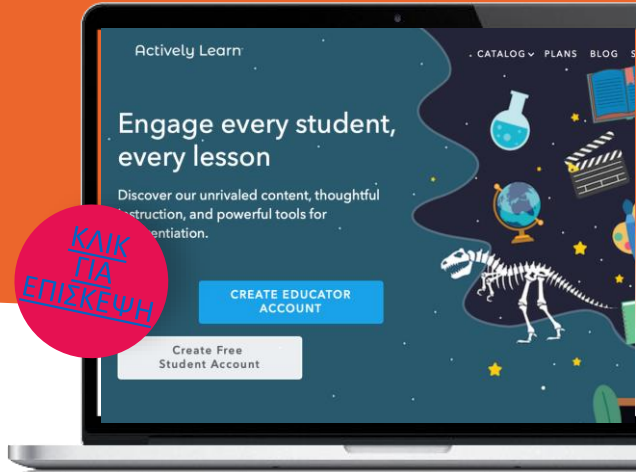 Actively Learn
CATALOG PLANS BLOG
Engage every student,
every lesson
Discover our unrivaled content, thoughtful
instruction, and powerful tools for
ΚΛΙΚ
ΓΙΑ
ΕΠΙΣΚΕΨΗ
CREATE EDUCATOR
ACCOUNT
Create Free
Student Account